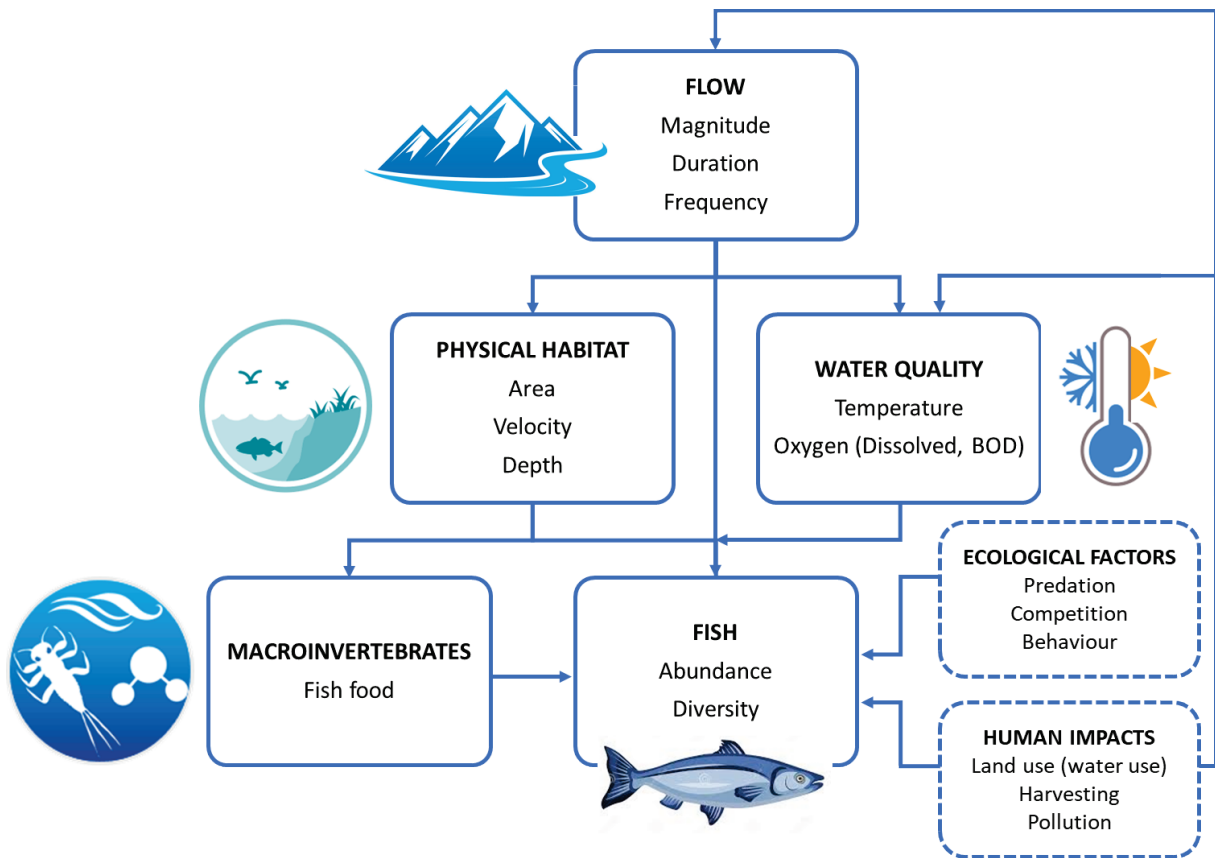 FLOW
Magnitude
Duration
Frequency
PHYSICAL HABITAT
Area
Velocity
Depth
WATER QUALITY
Temperature
Oxygen (Dissolved, BOD)
MACROINVERTEBRATES
Fish food
FISH
Abundance
Diversity
ECOLOGICAL FACTORS
Predation
Competition
Behaviour
HUMAN IMPACTS
Land use (water use)
Harvesting
Pollution